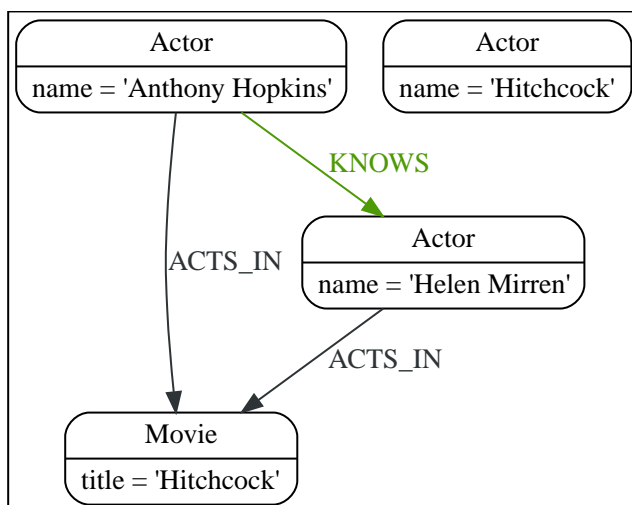 Actor
name = 'Anthony Hopkins'
Actor
name = 'Hitchcock'
KNOWS
Actor
name = 'Helen Mirren'
ACTS_IN
ACTS_IN
Movie
title = 'Hitchcock'